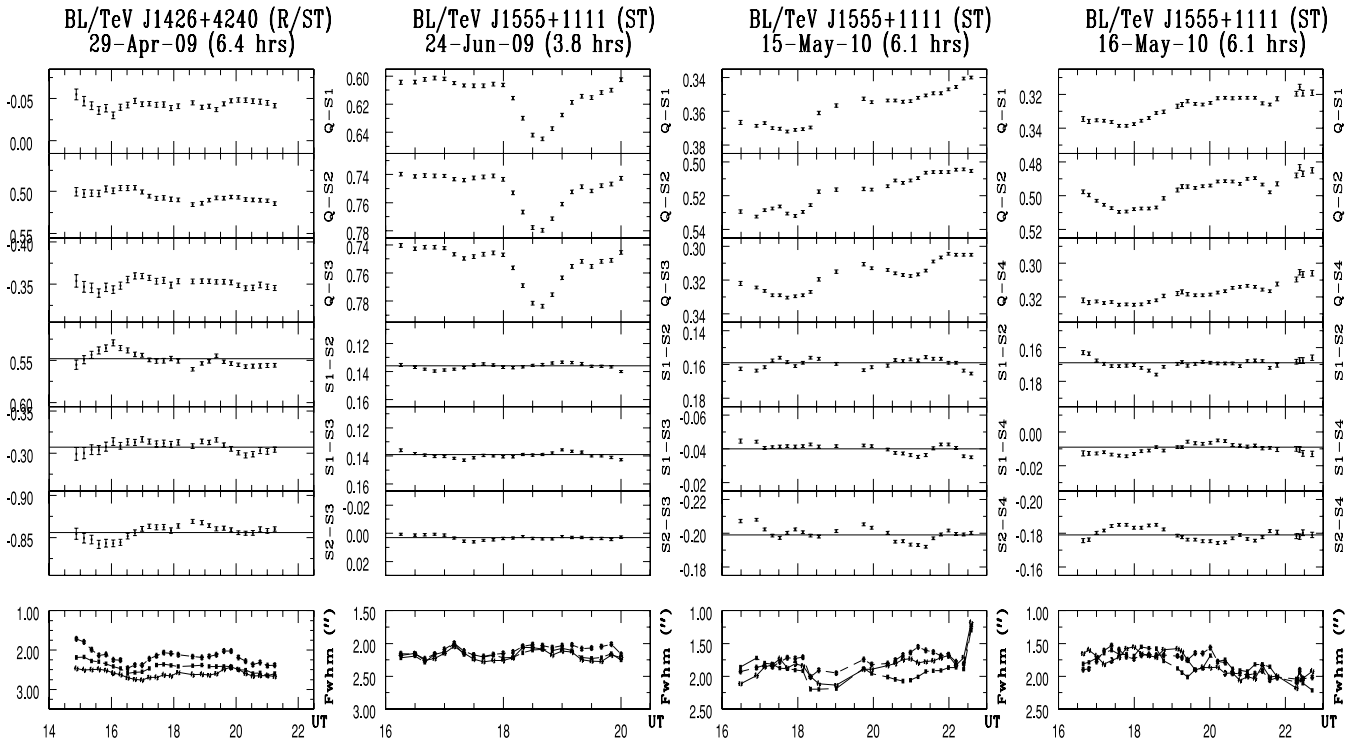 BL/TeV J1426+4240 (R/ST)
29-Apr-09 (6.4 hrs)
-0.05
0.00
Q-S1
0.50
0.55
Q-S2
-0.40
-0.35
Q-S3
0.55
0.60
S1-S2
-0.35
-0.30
S1-S3
-0.90
-0.85
S2-S3
1.00
2.00
3.00
Fwhm (")
14 16 18 20 22
UT
BL/TeV J1555+1111 (ST)
24-Jun-09 (3.8 hrs)
0.60
0.62
0.64
Q-S1
0.74
0.76
0.78
Q-S2
0.74
0.76
0.78
Q-S3
0.12
0.14
0.16
S1-S2
0.12
0.14
0.16
S1-S3
-0.02
0.00
0.02
S2-S3
1.50
2.00
2.50
3.00
Fwhm (")
16 18 20
UT
BL/TeV J1555+1111 (ST)
15-May-10 (6.1 hrs)
0.34
0.36
0.38
Q-S1
0.50
0.52
0.54
Q-S2
0.30
0.32
0.34
Q-S4
0.14
0.16
0.18
S1-S2
-0.06
-0.04
-0.02
S1-S4
-0.22
-0.20
-0.18
S2-S4
1.00
1.50
2.00
2.50
Fwhm (")
16 18 20 22
UT
BL/TeV J1555+1111 (ST)
16-May-10 (6.1 hrs)
0.32
0.34
Q-S1
0.48
0.50
0.52
Q-S2
0.30
0.32
Q-S4
0.16
0.18
S1-S2
0.00
-0.02
S1-S4
-0.20
-0.18
-0.16
S2-S4
1.00
1.50
2.00
2.50
Fwhm (")
16 18 20 22
UT